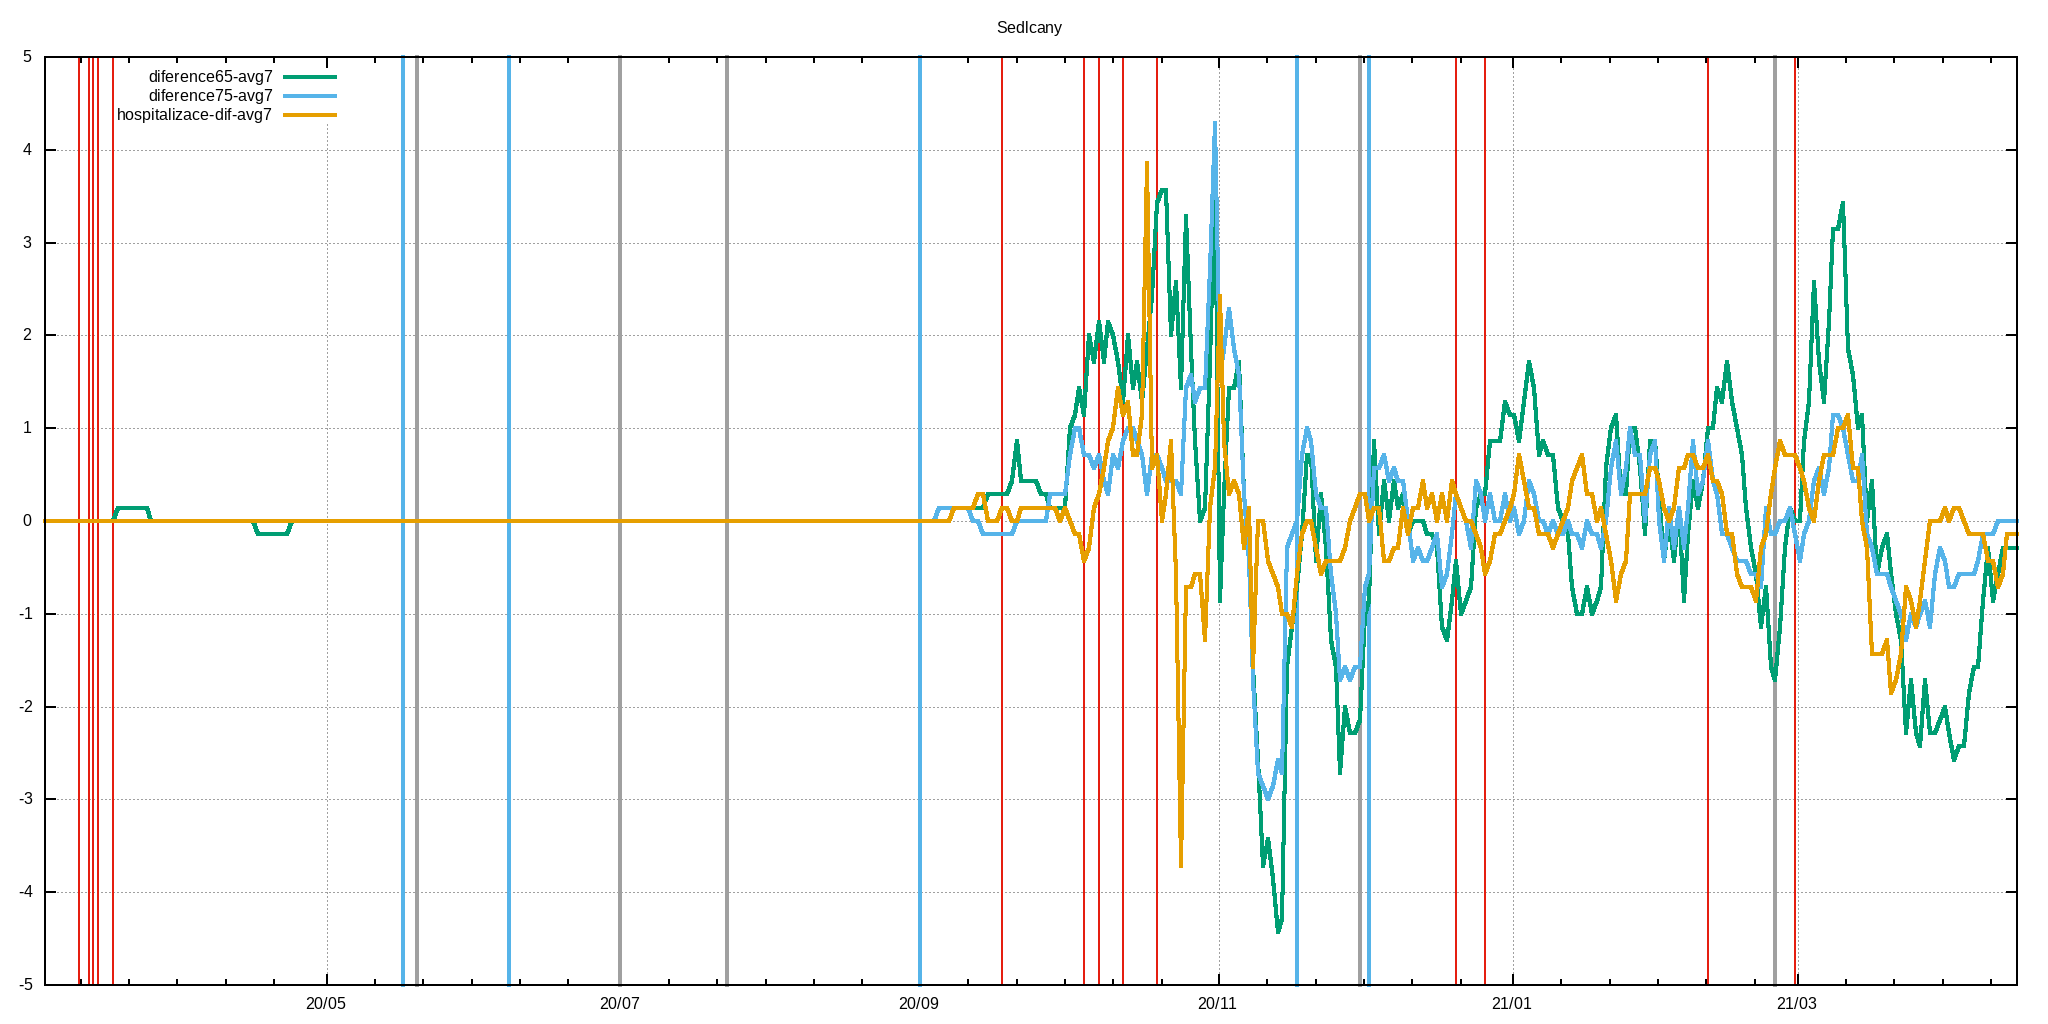 Sedlcany
diference65-avg7
diference75-avg7
hospitalizace-dif-avg7
5
4
3
2
1
0
-1
-2
-3
-4
-5
20/05 20/07 20/09 20/11 21/01 21/03